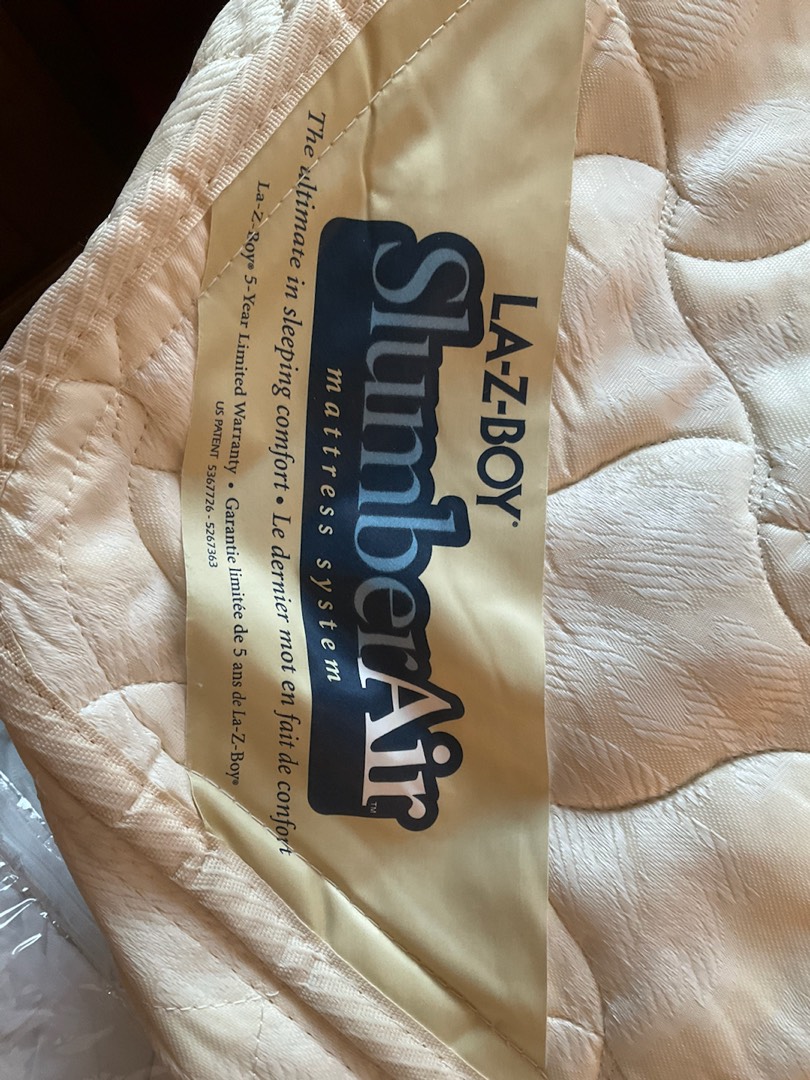 LA-Z-BOY®
SlumberAir™
mattress system
The ultimate in sleeping comfort • Le dernier mot en fait de confort
La-Z-Boy® 5-Year Limited Warranty • Garantie limitée de 5 ans de La-Z-Boy®
US PATENT 5367726 - 5267363